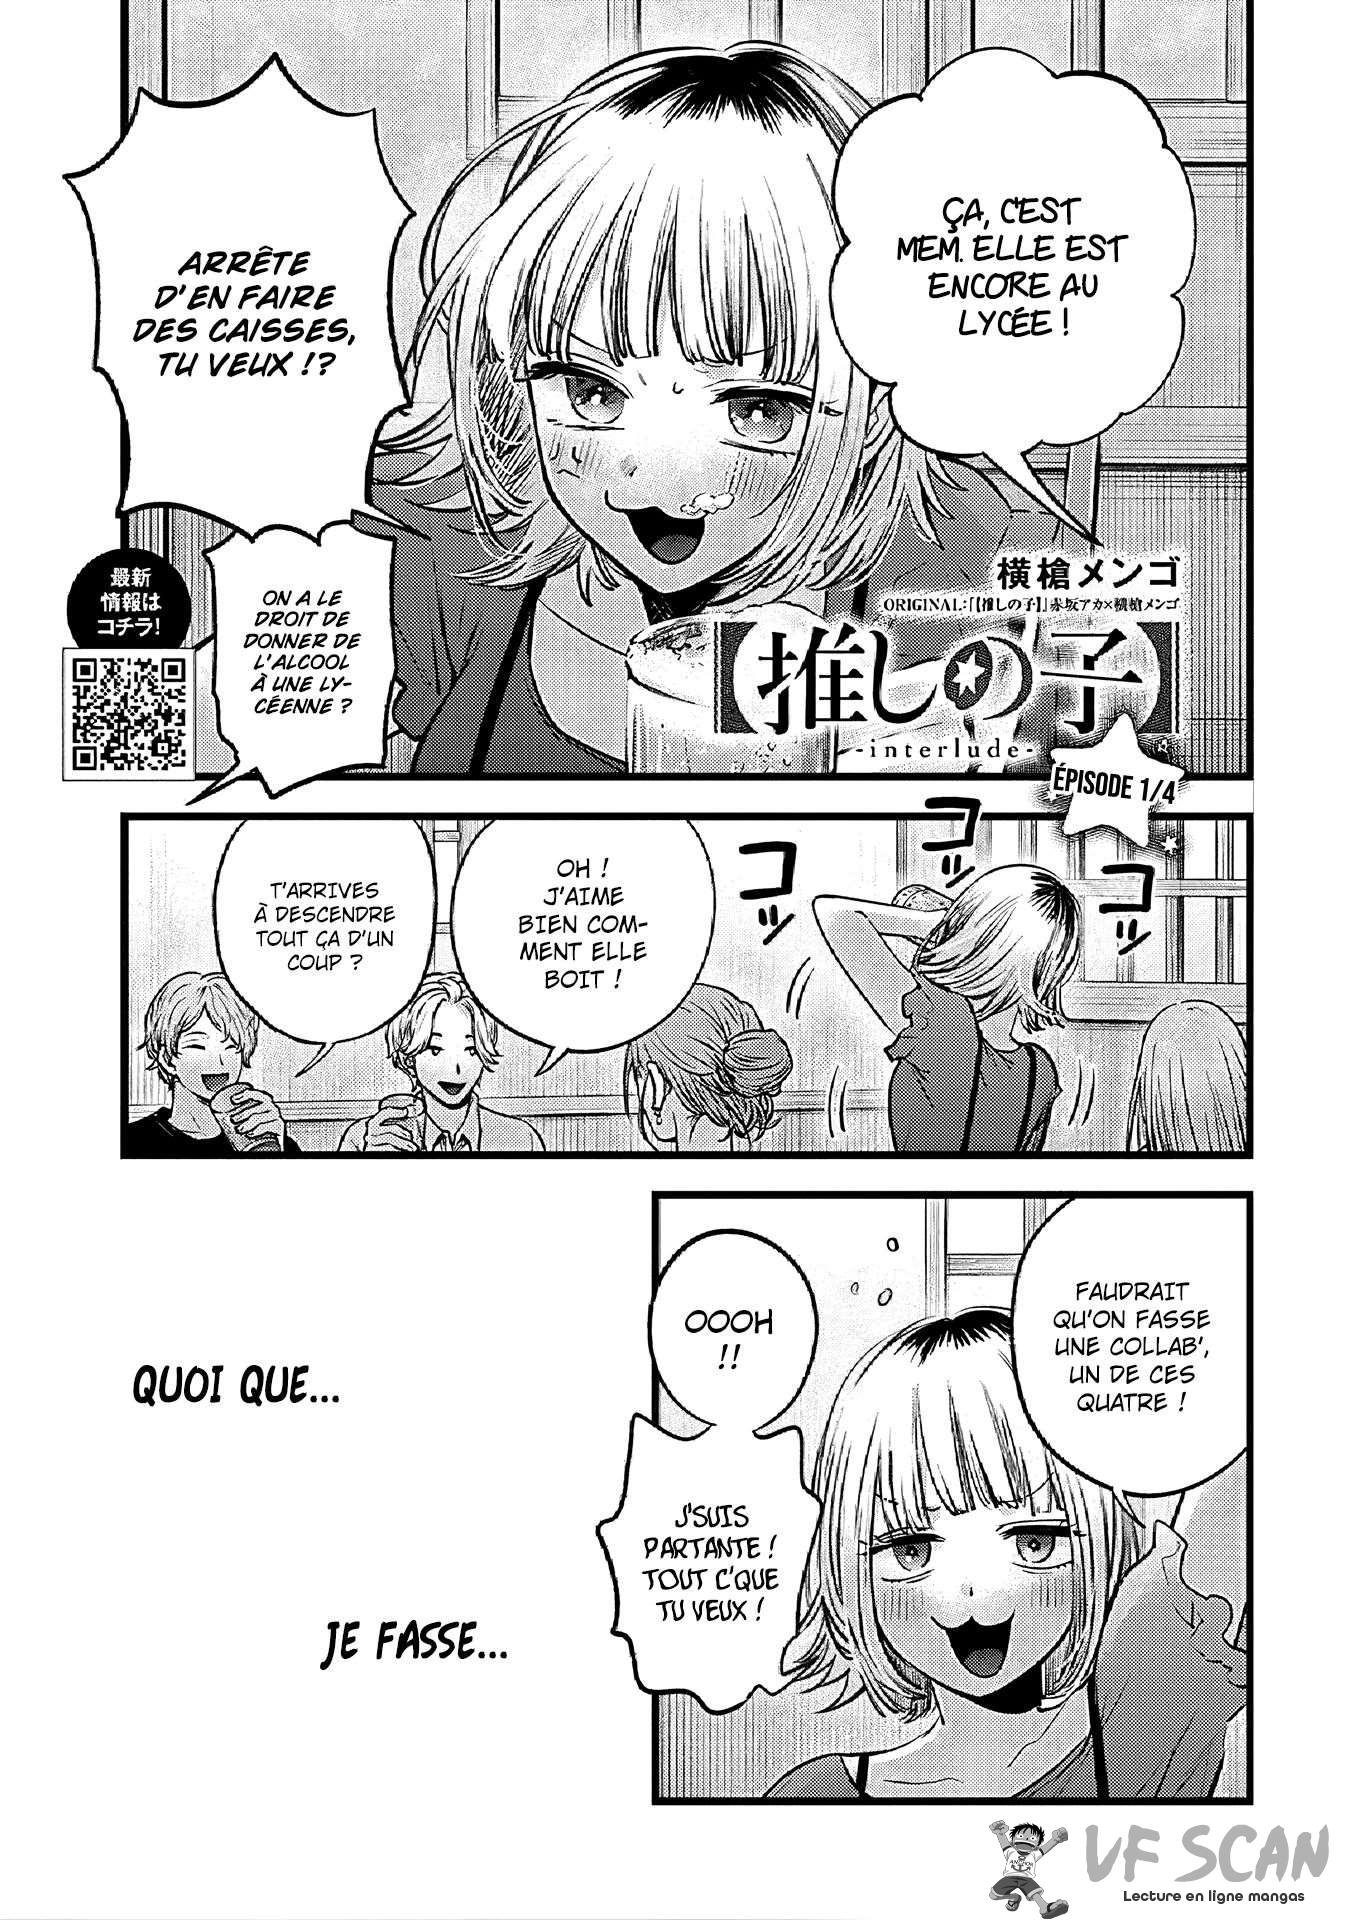 ÇA, C'EST
MEM. ELLE EST
ENCORE AU
LYCÉE !
ARRÊTE
D'EN FAIRE
DES CAISSES,
TU VEUX !?
ON A LE
DROIT DE
DONNER DE
L'ALCOOL
À UNE LY-
CÉENNE ?
最新
情報は
コチラ!
横槍メンゴ
ORIGINAL:「【推しの子】」赤坂アカ×横槍メンゴ
【推しの子】
-interlude-
ÉPISODE 1/4
コッ
コッ
コッ
OH !
J'AIME
BIEN COM-
MENT ELLE
BOIT !
T'ARRIVES
À DESCENDRE
TOUT ÇA D'UN
COUP ?
FAUDRAIT
QU'ON FASSE
UNE COLLAB',
UN DE CES
QUATRE !
OOOH
!!
J'SUIS
PARTANTE !
TOUT C'QUE
TU VEUX !
QUOI QUE...
JE FASSE...
VF SCAN
Lecture en ligne mangas